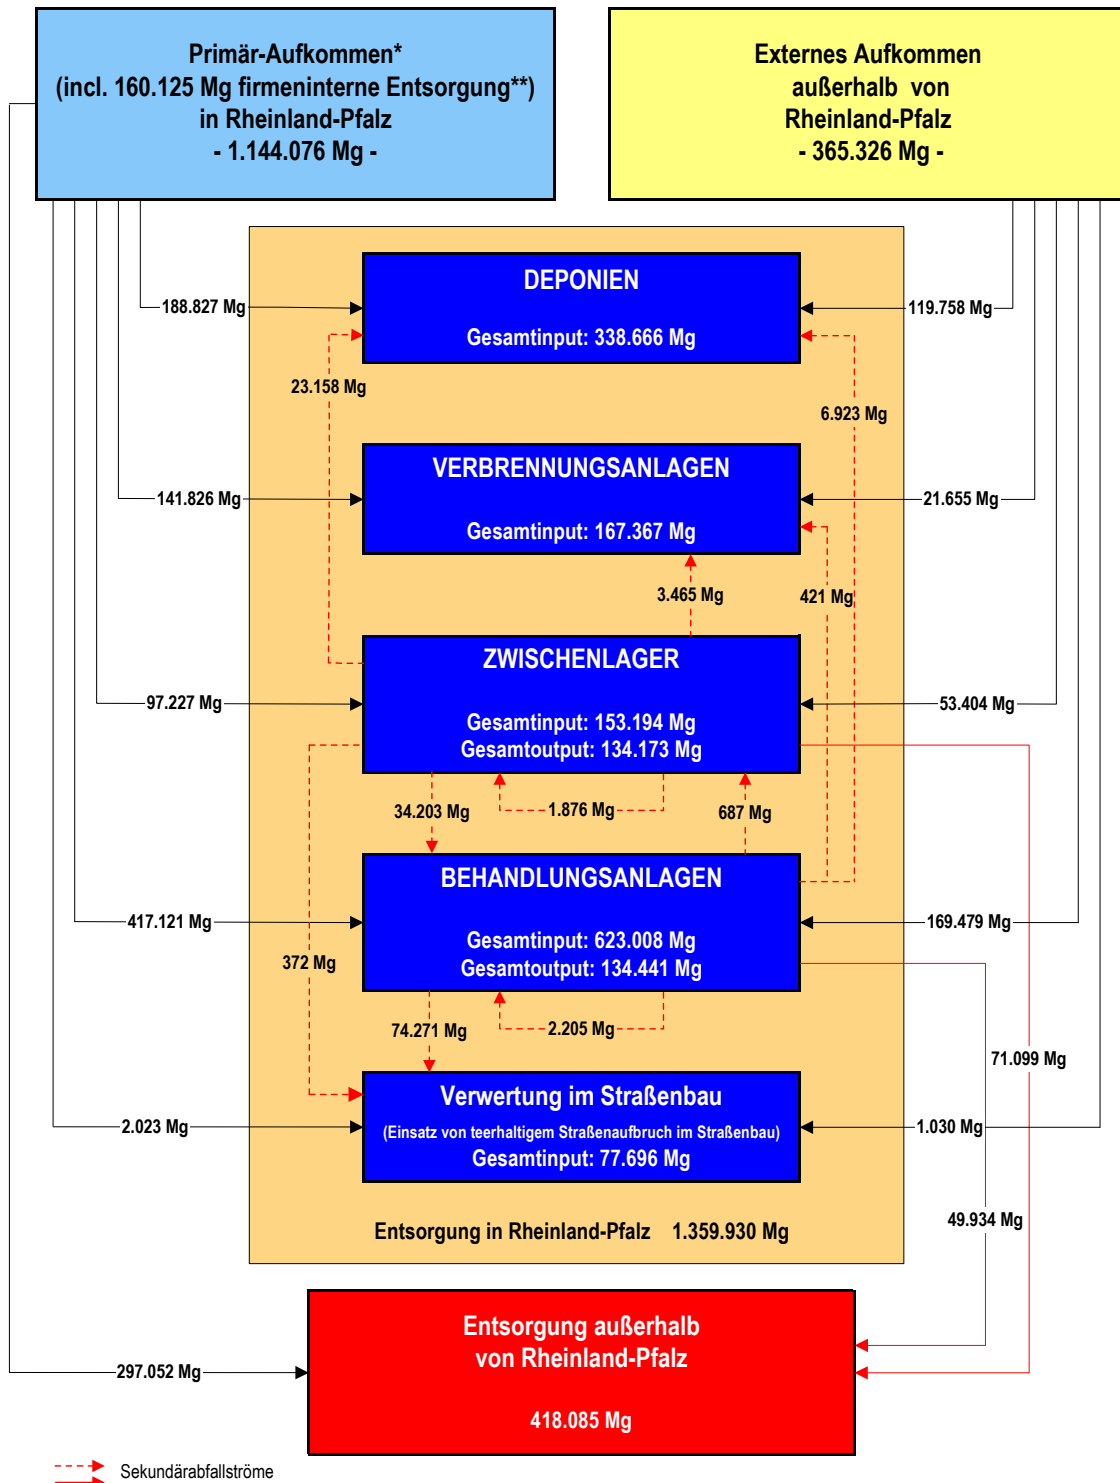 Primär-Aufkommen*
(incl. 160.125 Mg firmeninterne Entsorgung**)
in Rheinland-Pfalz
- 1.144.076 Mg -
Externes Aufkommen
außerhalb von
Rheinland-Pfalz
- 365.326 Mg -
DEPONIEN
Gesamtinput: 338.666 Mg
188.827 Mg
119.758 Mg
23.158 Mg
6.923 Mg
VERBRENNUNGSANLAGEN
Gesamtinput: 167.367 Mg
141.826 Mg
21.655 Mg
3.465 Mg
421 Mg
ZWISCHENLAGER
Gesamtinput: 153.194 Mg
Gesamtoutput: 134.173 Mg
97.227 Mg
53.404 Mg
34.203 Mg
1.876 Mg
687 Mg
BEHANDLUNGSANLAGEN
Gesamtinput: 623.008 Mg
Gesamtoutput: 134.441 Mg
417.121 Mg
169.479 Mg
372 Mg
74.271 Mg
2.205 Mg
71.099 Mg
Verwertung im Straßenbau
(Einsatz von teerhaltigem Straßenaufbruch im Straßenbau)
Gesamtinput: 77.696 Mg
2.023 Mg
1.030 Mg
49.934 Mg
Entsorgung in Rheinland-Pfalz 1.359.930 Mg
Entsorgung außerhalb
von Rheinland-Pfalz
418.085 Mg
297.052 Mg
Sekundärabfallströme